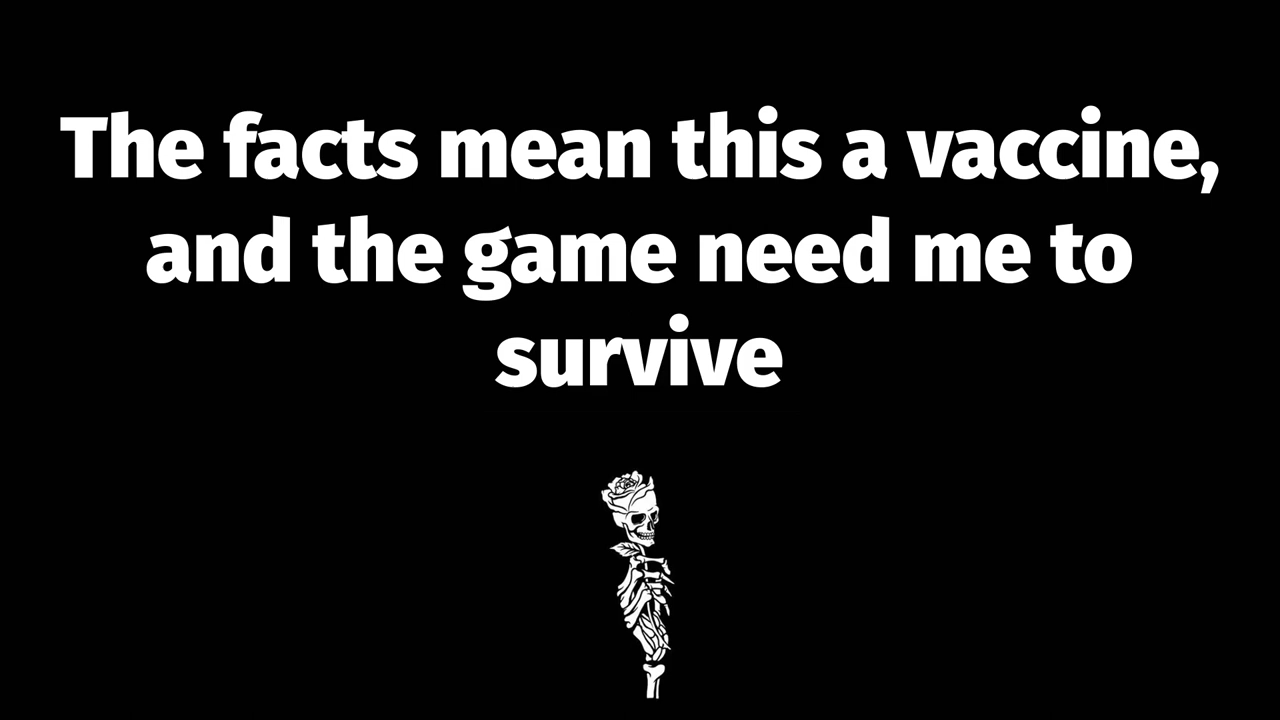 The facts mean this a vaccine,
and the game need me to
survive